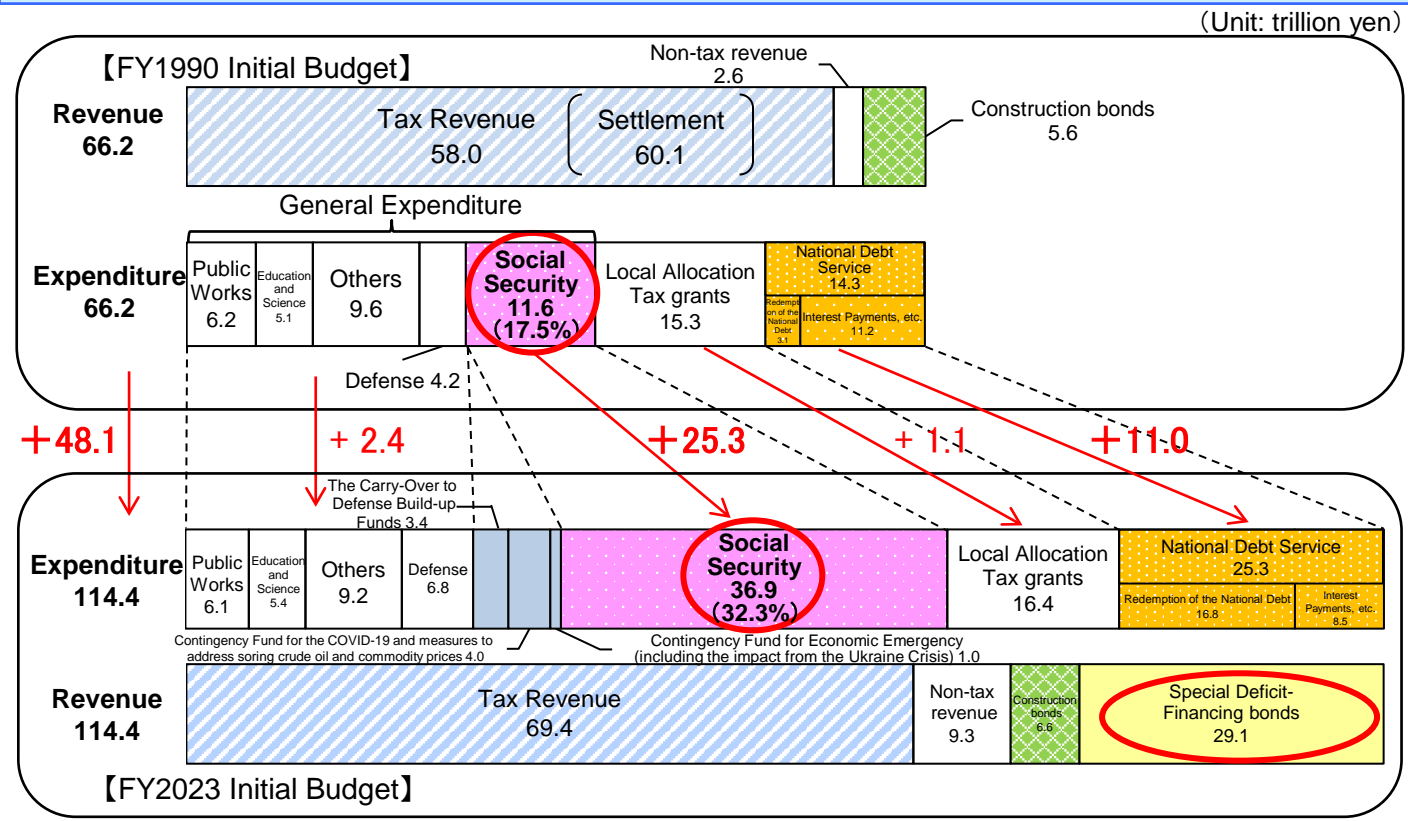 （Unit: trillion yen）
【FY1990 Initial Budget】
Non-tax revenue
2.6
Revenue
66.2
Tax Revenue
58.0
Settlement
60.1
Construction bonds
5.6
General Expenditure
Expenditure
66.2
Public
Works
6.2
Education
and
Science
5.1
Others
9.6
Defense 4.2
Social
Security
11.6
（17.5%）
Local Allocation
Tax grants
15.3
National Debt
Service
14.3
Redempti
on of the
National
Debt
3.1
Interest Payments, etc.
11.2
＋48.1
+ 2.4
＋25.3
+ 1.1
＋11.0
The Carry-Over to
Defense Build-up
Funds 3.4
Expenditure
114.4
Public
Works
6.1
Education
and
Science
5.4
Others
9.2
Defense
6.8
Social
Security
36.9
（32.3%）
Local Allocation
Tax grants
16.4
National Debt Service
25.3
Redemption of the National Debt
16.8
Interest
Payments, etc.
8.5
Contingency Fund for the COVID-19 and measures to
address soring crude oil and commodity prices 4.0
Contingency Fund for Economic Emergency
(including the impact from the Ukraine Crisis) 1.0
Revenue
114.4
Tax Revenue
69.4
Non-tax
revenue
9.3
Construction
bonds
6.6
Special Deficit-
Financing bonds
29.1
【FY2023 Initial Budget】